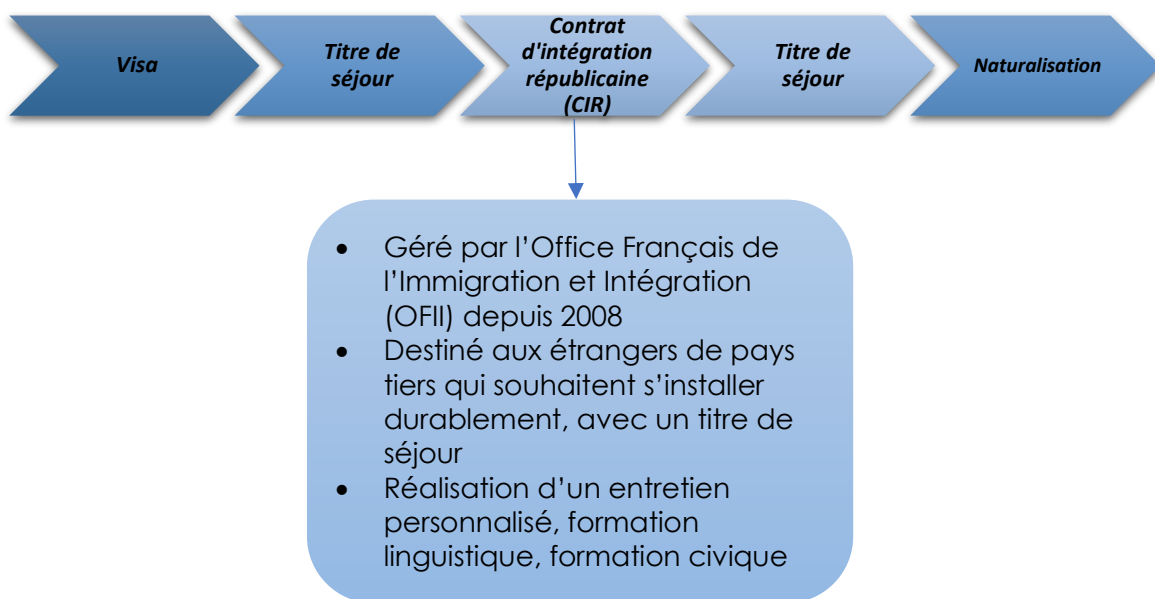 Visa
Titre de
séjour
Contrat
d'intégration
républicaine
(CIR)
Titre de
séjour
Naturalisation
• Géré par l’Office Français de
l’Immigration et Intégration
(OFII) depuis 2008
• Destiné aux étrangers de pays
tiers qui souhaitent s’installer
durablement, avec un titre de
séjour
• Réalisation d’un entretien
personnalisé, formation
linguistique, formation civique